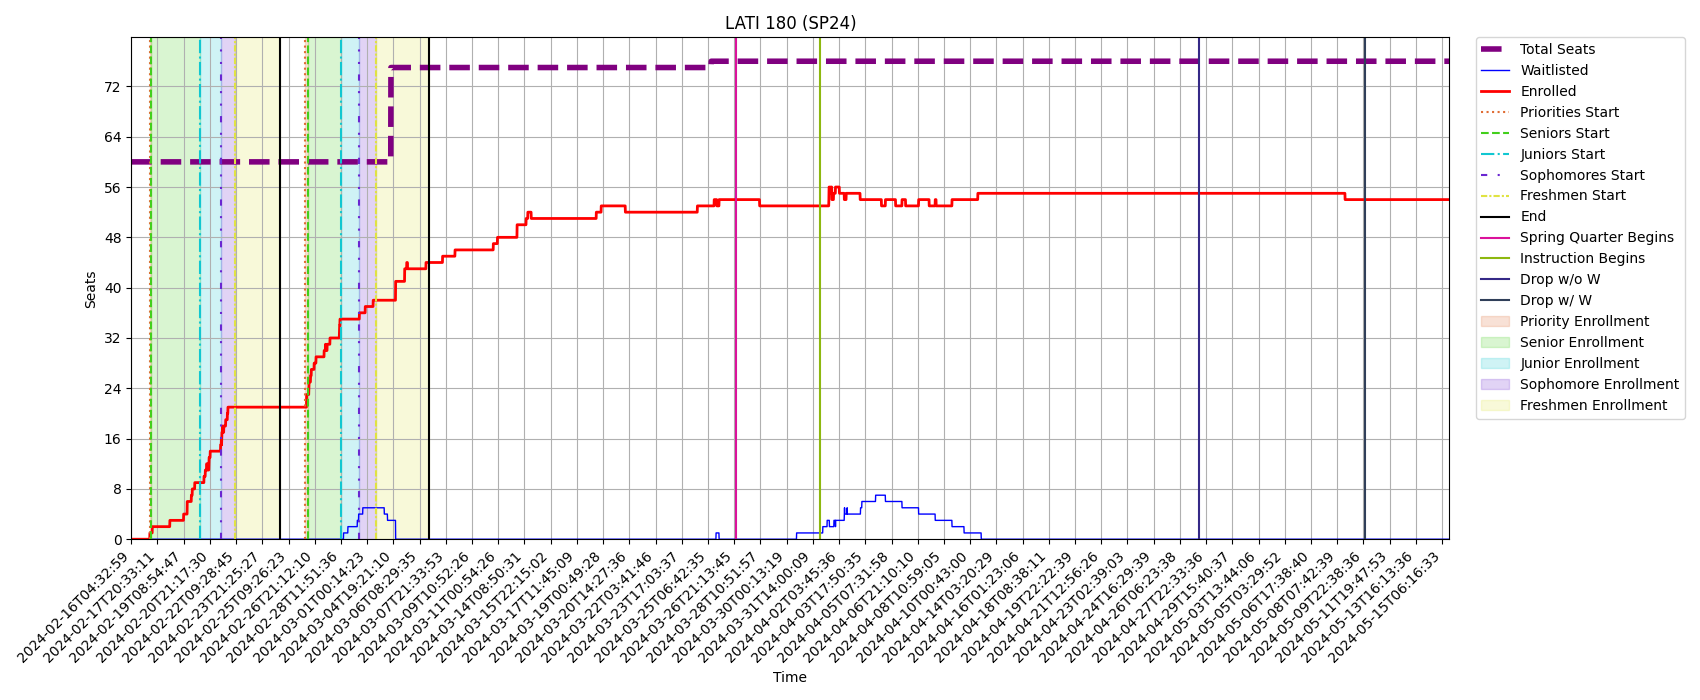 LATI 180 (SP24)
Total Seats
Waitlisted
Enrolled
Priorities Start
Seniors Start
Juniors Start
Sophomores Start
Freshmen Start
End
Spring Quarter Begins
Instruction Begins
Drop w/o W
Drop w/ W
Priority Enrollment
Senior Enrollment
Junior Enrollment
Sophomore Enrollment
Freshmen Enrollment
Seats
72
64
56
48
40
32
24
16
8
0
2024-02-16T04:32:59
2024-02-17T20:33:11
2024-02-19T08:54:47
2024-02-20T21:17:30
2024-02-22T09:28:45
2024-02-23T21:25:27
2024-02-25T09:26:23
2024-02-26T21:12:10
2024-02-28T11:51:36
2024-03-01T00:14:23
2024-03-04T19:21:10
2024-03-06T08:29:35
2024-03-07T21:33:53
2024-03-09T10:52:26
2024-03-11T00:54:26
2024-03-14T08:50:31
2024-03-15T22:15:02
2024-03-17T11:45:09
2024-03-19T00:49:28
2024-03-20T14:27:36
2024-03-22T03:41:46
2024-03-23T17:03:37
2024-03-25T06:42:35
2024-03-26T21:13:45
2024-03-28T10:51:57
2024-03-30T00:13:19
2024-03-31T14:00:09
2024-04-02T03:45:36
2024-04-03T17:50:35
2024-04-05T07:31:58
2024-04-06T21:10:10
2024-04-08T10:59:05
2024-04-10T00:43:00
2024-04-14T03:20:29
2024-04-16T01:23:06
2024-04-18T08:38:11
2024-04-19T22:22:39
2024-04-21T12:56:28
2024-04-23T02:39:03
2024-04-24T16:29:39
2024-04-26T06:23:38
2024-04-27T22:33:36
2024-04-29T15:40:37
2024-05-03T13:44:06
2024-05-05T03:29:52
2024-05-06T17:38:40
2024-05-08T07:42:39
2024-05-09T22:38:36
2024-05-11T19:47:53
2024-05-13T16:13:36
2024-05-15T06:16:33
Time